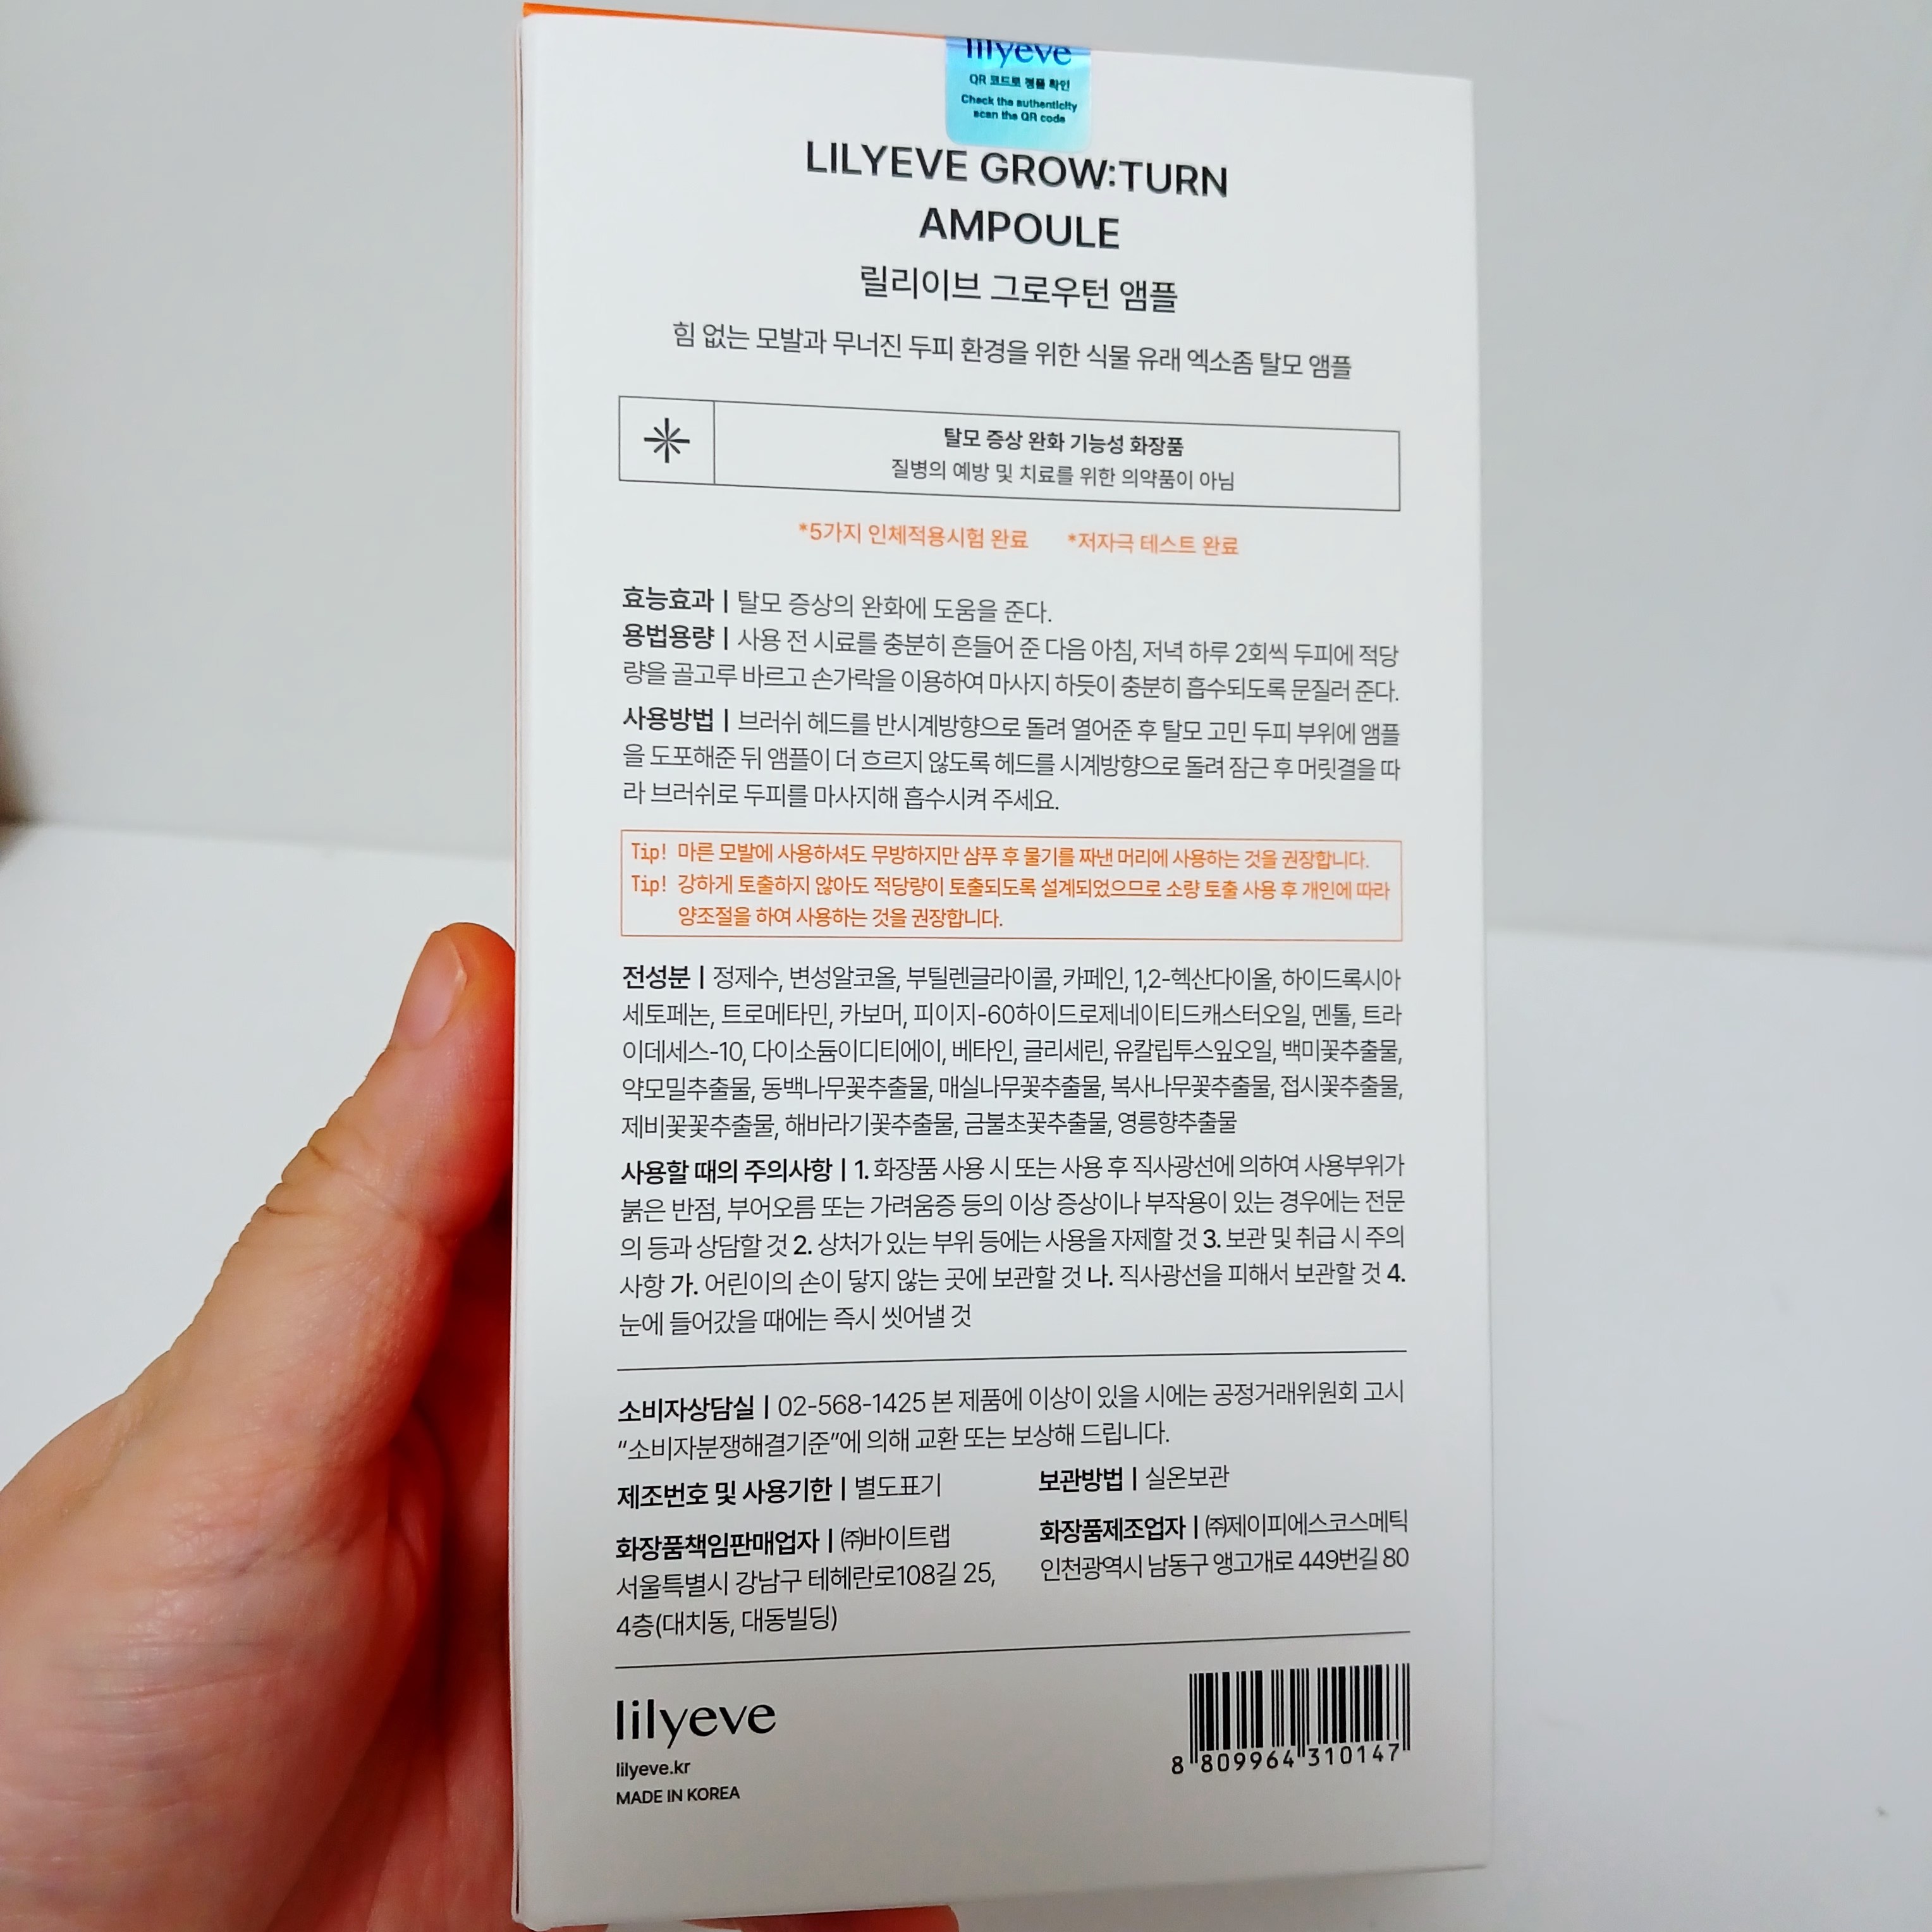 lilyeve
QR 코드로 정품 확인
Check the authenticity
scan the QR code
LILYEVE GROW:TURN
AMPOULE
릴리이브 그로우턴 앰플
힘 없는 모발과 무너진 두피 환경을 위한 식물 유래 엑소좀 탈모 앰플
탈모 증상 완화 기능성 화장품
질병의 예방 및 치료를 위한 의약품이 아님
*5가지 인체적용시험 완료 *저자극 테스트 완료
효능효과 | 탈모 증상의 완화에 도움을 준다.
용법용량 | 사용 전 시료를 충분히 흔들어 준 다음 아침, 저녁 하루 2회씩 두피에 적당
량을 골고루 바르고 손가락을 이용하여 마사지 하듯이 충분히 흡수되도록 문질러 준다.
사용방법 | 브러쉬 헤드를 반시계방향으로 돌려 열어준 후 탈모 고민 두피 부위에 앰플
을 도포해준 뒤 앰플이 더 흐르지 않도록 헤드를 시계방향으로 돌려 잠근 후 머릿결을 따
라 브러쉬로 두피를 마사지해 흡수시켜 주세요.
Tip! 마른 모발에 사용하셔도 무방하지만 샴푸 후 물기를 짜낸 머리에 사용하는 것을 권장합니다.
Tip! 강하게 토출하지 않아도 적당량이 토출되도록 설계되었으므로 소량 토출 사용 후 개인에 따라
양조절을 하여 사용하는 것을 권장합니다.
전성분 | 정제수, 변성알코올, 부틸렌글라이콜, 카페인, 1,2-헥산다이올, 하이드록시아
세토페논, 트로메타민, 카보머, 피이지-60하이드로제네이티드캐스터오일, 멘톨, 트라
이데세스-10, 다이소듐이디티에이, 베타인, 글리세린, 유칼립투스잎오일, 백미꽃추출물,
약모밀추출물, 동백나무꽃추출물, 매실나무꽃추출물, 복사나무꽃추출물, 접시꽃추출물,
제비꽃꽃추출물, 해바라기꽃추출물, 금불초꽃추출물, 영릉향추출물
사용할 때의 주의사항 | 1. 화장품 사용 시 또는 사용 후 직사광선에 의하여 사용부위가
붉은 반점, 부어오름 또는 가려움증 등의 이상 증상이나 부작용이 있는 경우에는 전문
의 등과 상담할 것 2. 상처가 있는 부위 등에는 사용을 자제할 것 3. 보관 및 취급 시 주의
사항 가. 어린이의 손이 닿지 않는 곳에 보관할 것 나. 직사광선을 피해서 보관할 것 4.
눈에 들어갔을 때에는 즉시 씻어낼 것
소비자상담실 | 02-568-1425 본 제품에 이상이 있을 시에는 공정거래위원회 고시
“소비자분쟁해결기준”에 의해 교환 또는 보상해 드립니다.
제조번호 및 사용기한 | 별도표기
보관방법 | 실온보관
화장품책임판매업자 | ㈜바이트랩
서울특별시 강남구 테헤란로108길 25,
4층(대치동, 대동빌딩)
화장품제조업자 | ㈜제이피에스코스메틱
인천광역시 남동구 앵고개로 449번길 80
lilyeve
lilyeve.kr
MADE IN KOREA
8 809964 310147